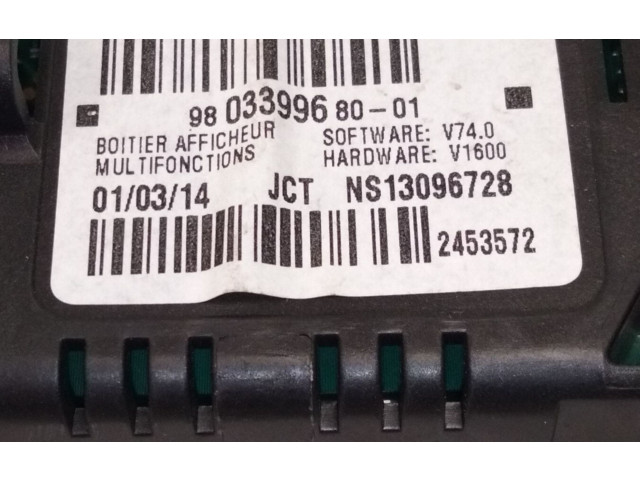 98 033996 80-01
BOITIER AFFICHEUR SOFTWARE: V74.0
MULTIFONCTIONS HARDWARE: V1600
01/03/14 JCT NS13096728
2453572